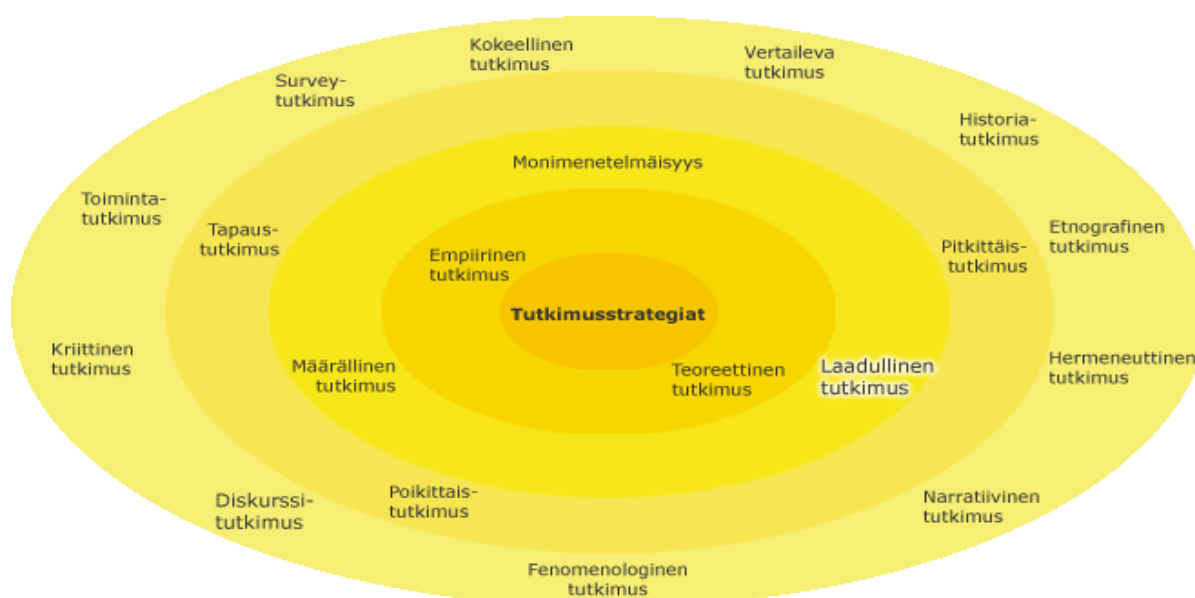 Kokeellinen
tutkimus
Vertaileva
tutkimus
Survey-
tutkimus
Historia-
tutkimus
Monimenetelmäisyys
Toiminta-
tutkimus
Tapaus-
tutkimus
Etnografinen
tutkimus
Pitkittäis-
tutkimus
Empiirinen
tutkimus
Tutkimusstrategiat
Kriittinen
tutkimus
Määrällinen
tutkimus
Teoreettinen
tutkimus
Laadullinen
tutkimus
Hermeneuttinen
tutkimus
Diskurssi-
tutkimus
Poikittais-
tutkimus
Narratiivinen
tutkimus
Fenomenologinen
tutkimus